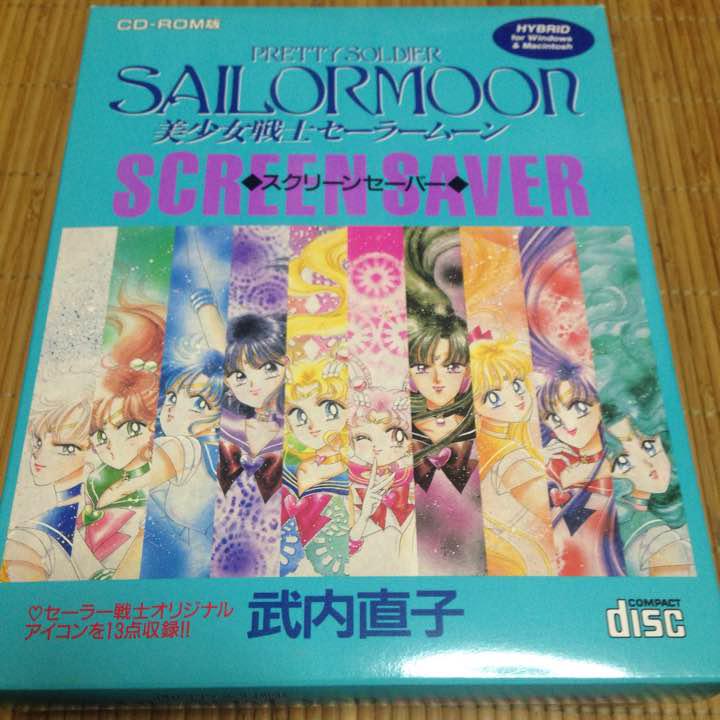 CD-ROM版
HYBRID
for Windows
& Macintosh
PRETTY SOLDIER
SAILORMOON
美少女戦士セーラームーン
SCREEN SAVER
◆スクリーンセーバー◆
♡セーラー戦士オリジナル
アイコンを13点収録!!
武内直子
COMPACT
disc